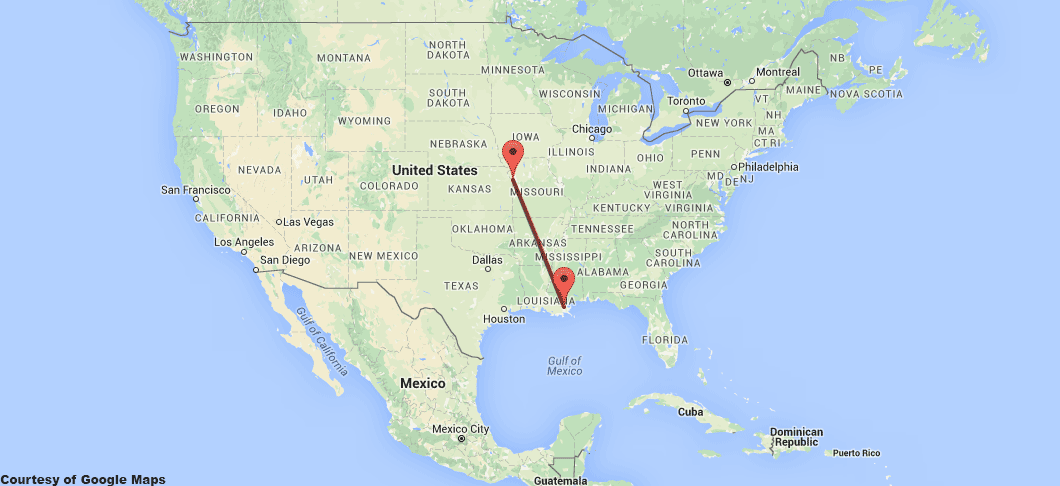 WASHINGTON
MONTANA
NORTH
DAKOTA
MINNESOTA
Ottawa
Montreal
NB
PE
MAINE
NOVA SCOTIA
OREGON
IDAHO
WYOMING
SOUTH
DAKOTA
WISCONSIN
MICHIGAN
Toronto
VT
NH
NEW YORK
MA
CT RI
Chicago
IOWA
NEBRASKA
ILLINOIS
INDIANA
OHIO
PENN
Philadelphia
MD
DE
NJ
NEVADA
UTAH
COLORADO
United States
KANSAS
MISSOURI
WEST
VIRGINIA
VIRGINIA
KENTUCKY
San Francisco
CALIFORNIA
Las Vegas
Los Angeles
San Diego
ARIZONA
NEW MEXICO
OKLAHOMA
ARKANSAS
TENNESSEE
NORTH
CAROLINA
SOUTH
CAROLINA
MISSISSIPPI
ALABAMA
GEORGIA
Dallas
TEXAS
LOUISIANA
Houston
FLORIDA
Gulf of California
Gulf of
Mexico
Mexico
Mexico City
Cuba
Dominican
Republic
Puerto Rico
Guatemala
Courtesy of Google Maps